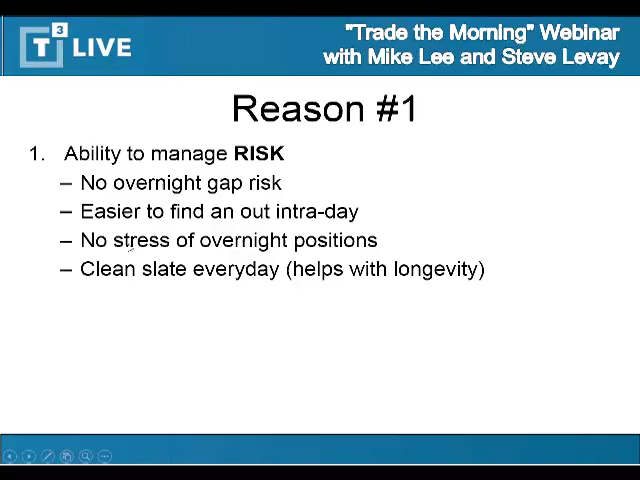 T3 LIVE
"Trade the Morning" Webinar
with Mike Lee and Steve Levay
Reason #1
1. Ability to manage RISK
– No overnight gap risk
– Easier to find an out intra-day
– No stress of overnight positions
– Clean slate everyday (helps with longevity)